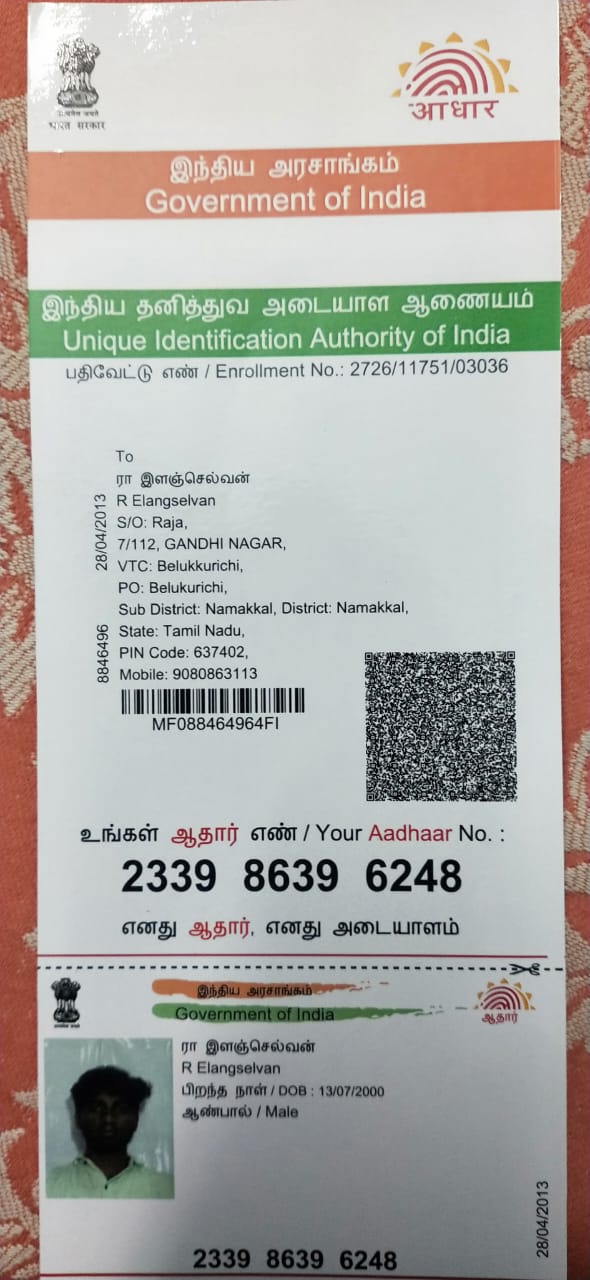 भारत सरकार
आधार
இந்திய அரசாங்கம்
Government of India
இந்திய தனித்துவ அடையாள ஆணையம்
Unique Identification Authority of India
பதிவேட்டு எண் / Enrollment No.: 2726/11751/03036
To
ரா இளஞ்செல்வன்
R Elangselvan
S/O: Raja,
7/112, GANDHI NAGAR,
VTC: Belukkurichi,
PO: Belukurichi,
Sub District: Namakkal, District: Namakkal,
State: Tamil Nadu,
PIN Code: 637402,
Mobile: 9080863113
28/04/2013
8846496
MF088464964FI
உங்கள் ஆதார் எண் / Your Aadhaar No. :
2339 8639 6248
எனது ஆதார், எனது அடையாளம்
இந்திய அரசாங்கம்
Government of India
ஆதார்
ரா இளஞ்செல்வன்
R Elangselvan
பிறந்த நாள் / DOB : 13/07/2000
ஆண்பால் / Male
28/04/2013
2339 8639 6248